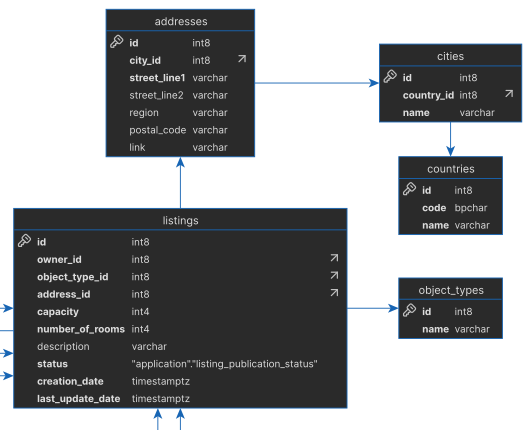 addresses
id int8
city_id int8
street_line1 varchar
street_line2 varchar
region varchar
postal_code varchar
link varchar
cities
id int8
country_id int8
name varchar
countries
id int8
code bpchar
name varchar
listings
id int8
owner_id int8
object_type_id int8
address_id int8
capacity int4
number_of_rooms int4
description varchar
status "application"."listing_publication_status"
creation_date timestamptz
last_update_date timestamptz
object_types
id int8
name varchar